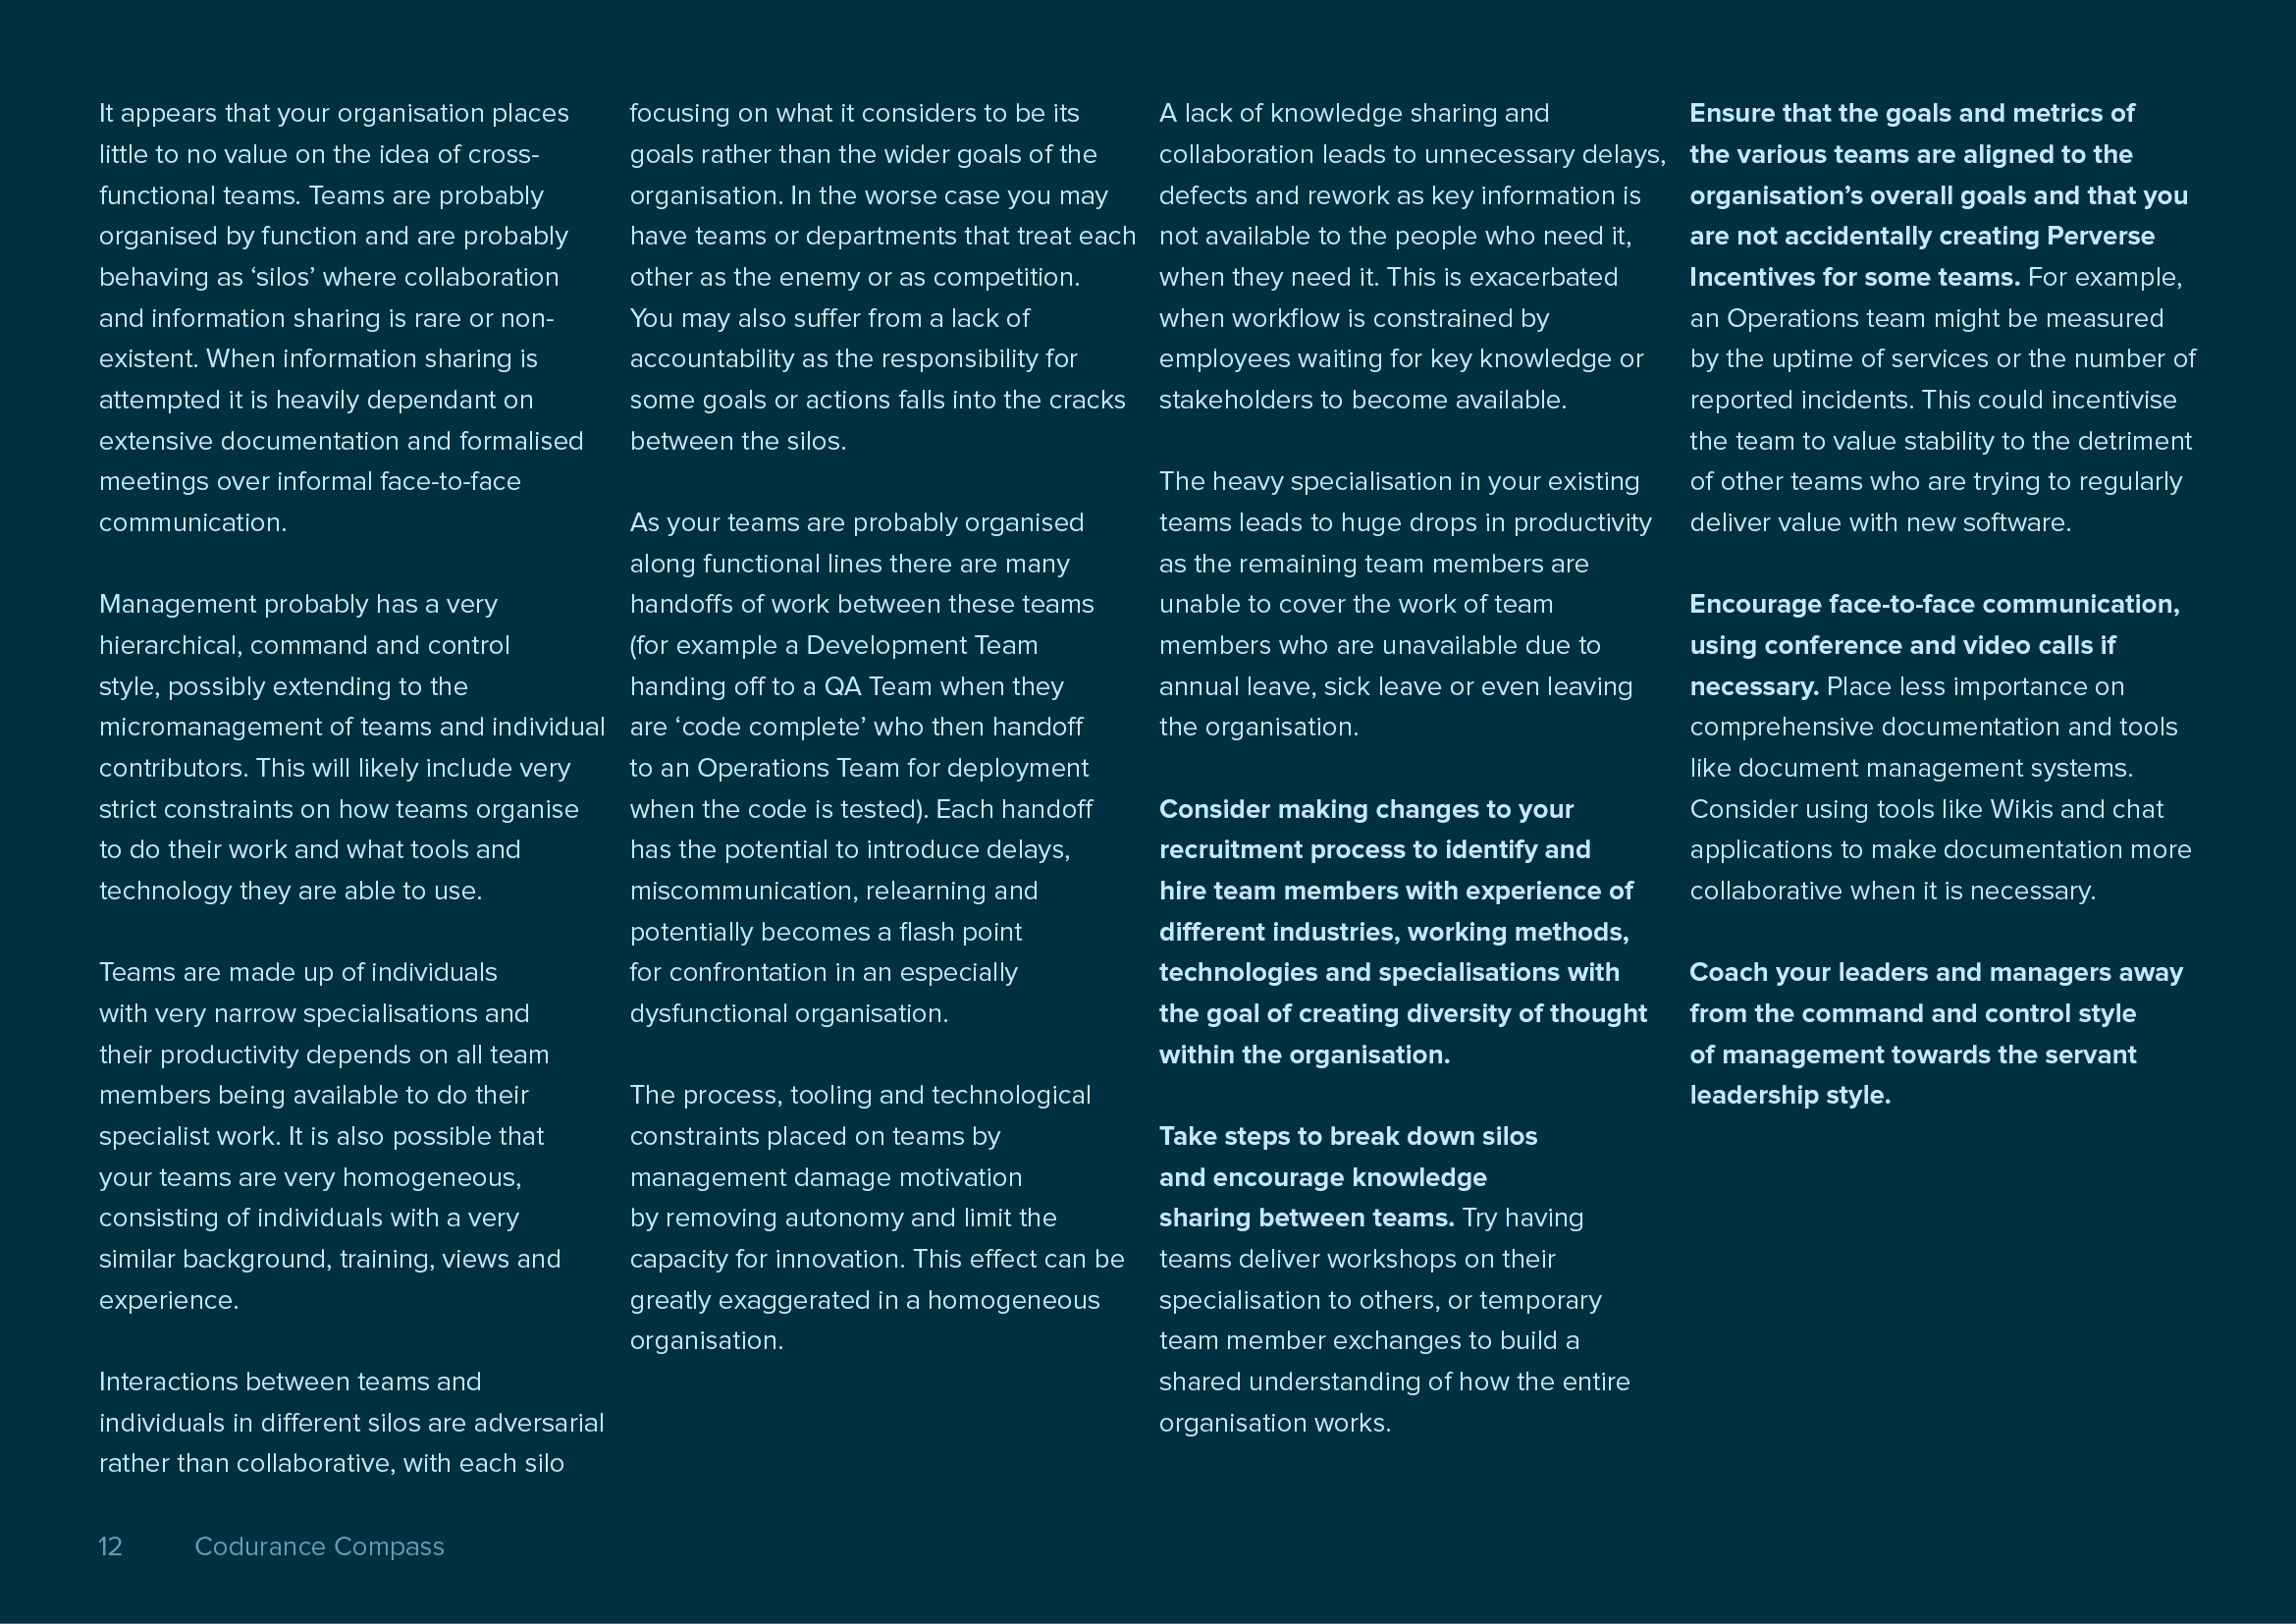 It appears that your organisation places
little to no value on the idea of cross-
functional teams. Teams are probably
organised by function and are probably
behaving as ‘silos’ where collaboration
and information sharing is rare or non-
existent. When information sharing is
attempted it is heavily dependant on
extensive documentation and formalised
meetings over informal face-to-face
communication.
Management probably has a very
hierarchical, command and control
style, possibly extending to the
micromanagement of teams and individual
contributors. This will likely include very
strict constraints on how teams organise
to do their work and what tools and
technology they are able to use.
Teams are made up of individuals
with very narrow specialisations and
their productivity depends on all team
members being available to do their
specialist work. It is also possible that
your teams are very homogeneous,
consisting of individuals with a very
similar background, training, views and
experience.
Interactions between teams and
individuals in different silos are adversarial
rather than collaborative, with each silo
focusing on what it considers to be its
goals rather than the wider goals of the
organisation. In the worse case you may
have teams or departments that treat each
other as the enemy or as competition.
You may also suffer from a lack of
accountability as the responsibility for
some goals or actions falls into the cracks
between the silos.
As your teams are probably organised
along functional lines there are many
handoffs of work between these teams
(for example a Development Team
handing off to a QA Team when they
are ‘code complete’ who then handoff
to an Operations Team for deployment
when the code is tested). Each handoff
has the potential to introduce delays,
miscommunication, relearning and
potentially becomes a flash point
for confrontation in an especially
dysfunctional organisation.
The process, tooling and technological
constraints placed on teams by
management damage motivation
by removing autonomy and limit the
capacity for innovation. This effect can be
greatly exaggerated in a homogeneous
organisation.
A lack of knowledge sharing and
collaboration leads to unnecessary delays,
defects and rework as key information is
not available to the people who need it,
when they need it. This is exacerbated
when workflow is constrained by
employees waiting for key knowledge or
stakeholders to become available.
The heavy specialisation in your existing
teams leads to huge drops in productivity
as the remaining team members are
unable to cover the work of team
members who are unavailable due to
annual leave, sick leave or even leaving
the organisation.
Consider making changes to your
recruitment process to identify and
hire team members with experience of
different industries, working methods,
technologies and specialisations with
the goal of creating diversity of thought
within the organisation.
Take steps to break down silos
and encourage knowledge
sharing between teams. Try having
teams deliver workshops on their
specialisation to others, or temporary
team member exchanges to build a
shared understanding of how the entire
organisation works.
Ensure that the goals and metrics of
the various teams are aligned to the
organisation’s overall goals and that you
are not accidentally creating Perverse
Incentives for some teams. For example,
an Operations team might be measured
by the uptime of services or the number of
reported incidents. This could incentivise
the team to value stability to the detriment
of other teams who are trying to regularly
deliver value with new software.
Encourage face-to-face communication,
using conference and video calls if
necessary. Place less importance on
comprehensive documentation and tools
like document management systems.
Consider using tools like Wikis and chat
applications to make documentation more
collaborative when it is necessary.
Coach your leaders and managers away
from the command and control style
of management towards the servant
leadership style.
12 Codurance Compass